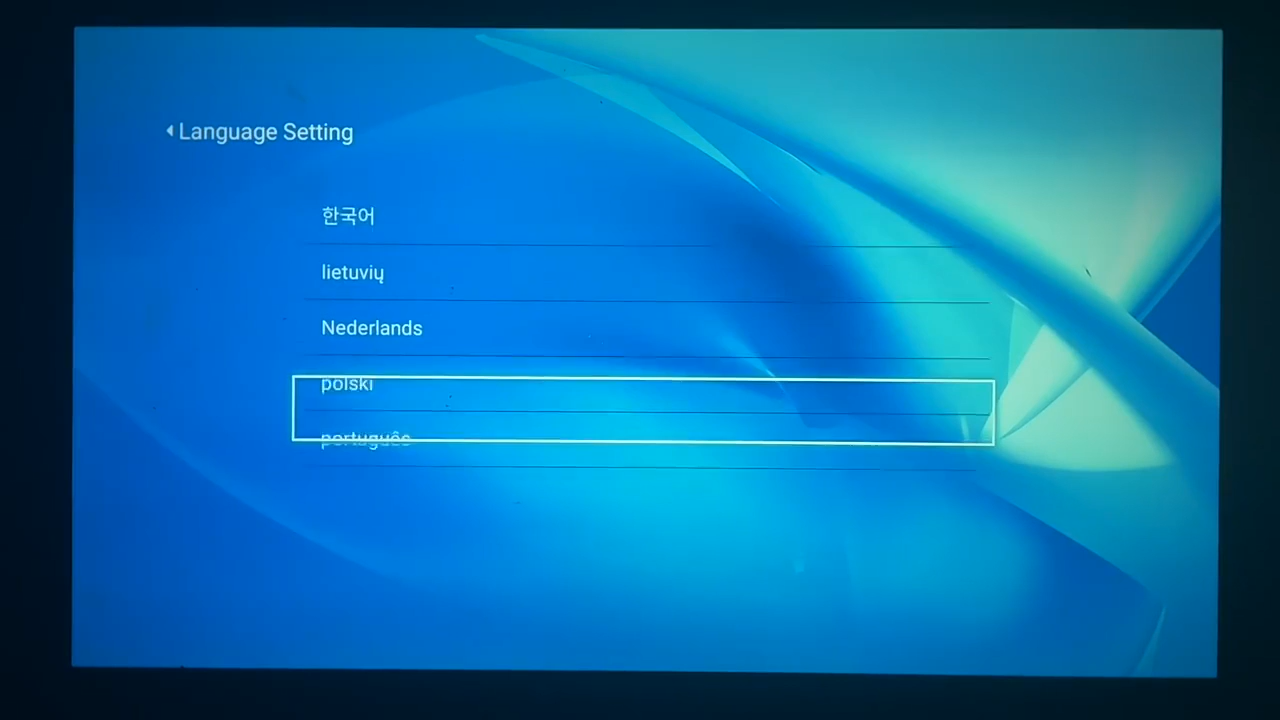 Language Setting
한국어
lietuvių
Nederlands
polski
português